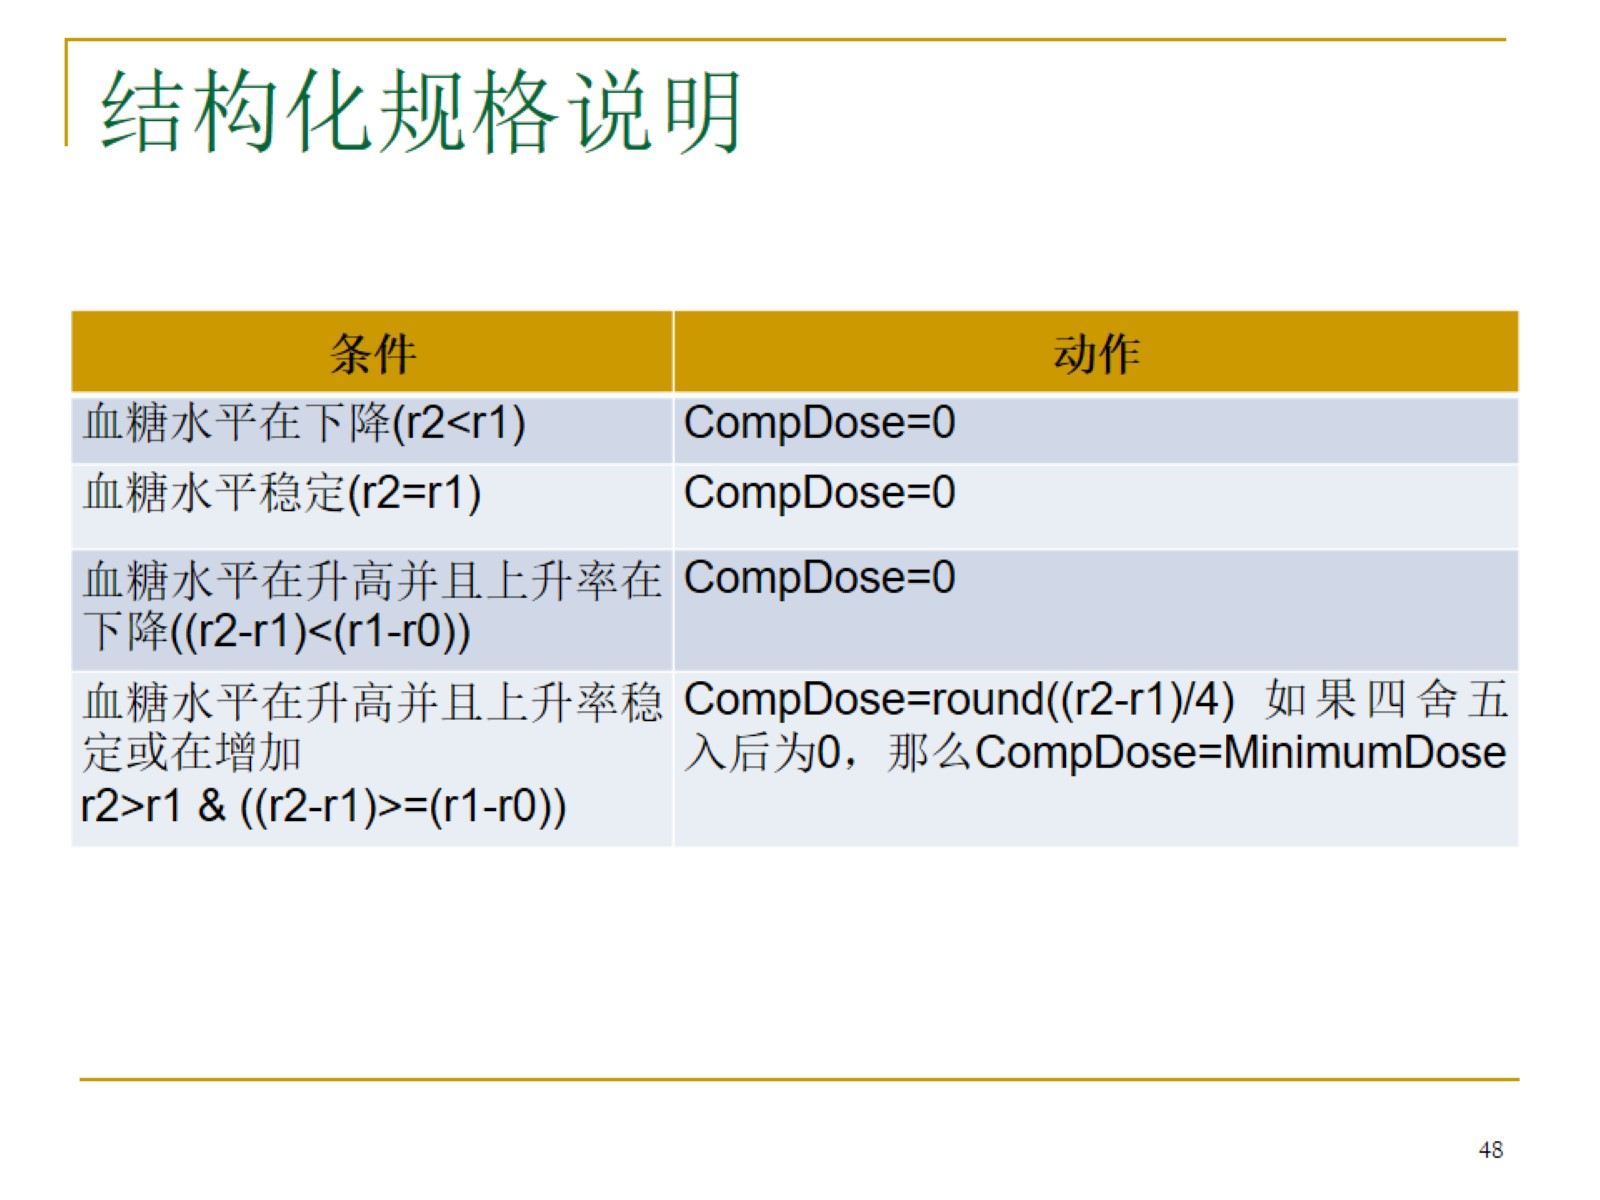 结构化规格说明
条件
动作
血糖水平在下降(r2<r1)
CompDose=0
血糖水平稳定(r2=r1)
CompDose=0
血糖水平在升高并且上升率在
下降((r2-r1)<(r1-r0))
CompDose=0
血糖水平在升高并且上升率稳
定或在增加
r2>r1 & ((r2-r1)>=(r1-r0))
CompDose=round((r2-r1)/4) 如果四舍五
入后为0，那么CompDose=MinimumDose
48